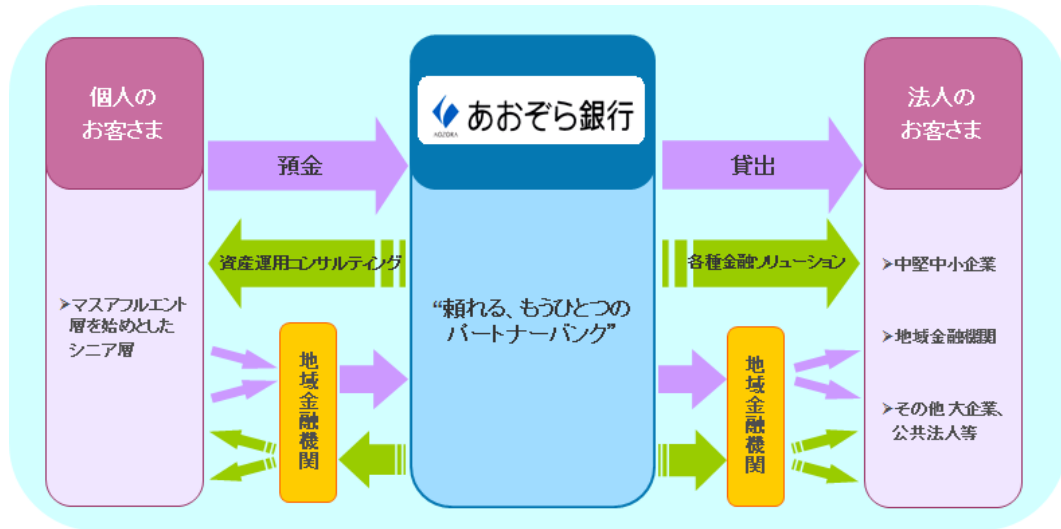 個人の
お客さま
あおぞら銀行
AOZORA
法人の
お客さま
預金
貸出
資産運用コンサルティング
各種金融ソリューション
➤マスアフルエント
層を始めとした
シニア層
“頼れる、もうひとつの
パートナーバンク”
➤中堅中小企業
➤地域金融機関
➤その他 大企業、
公共法人等
地域金融機関
地域金融機関